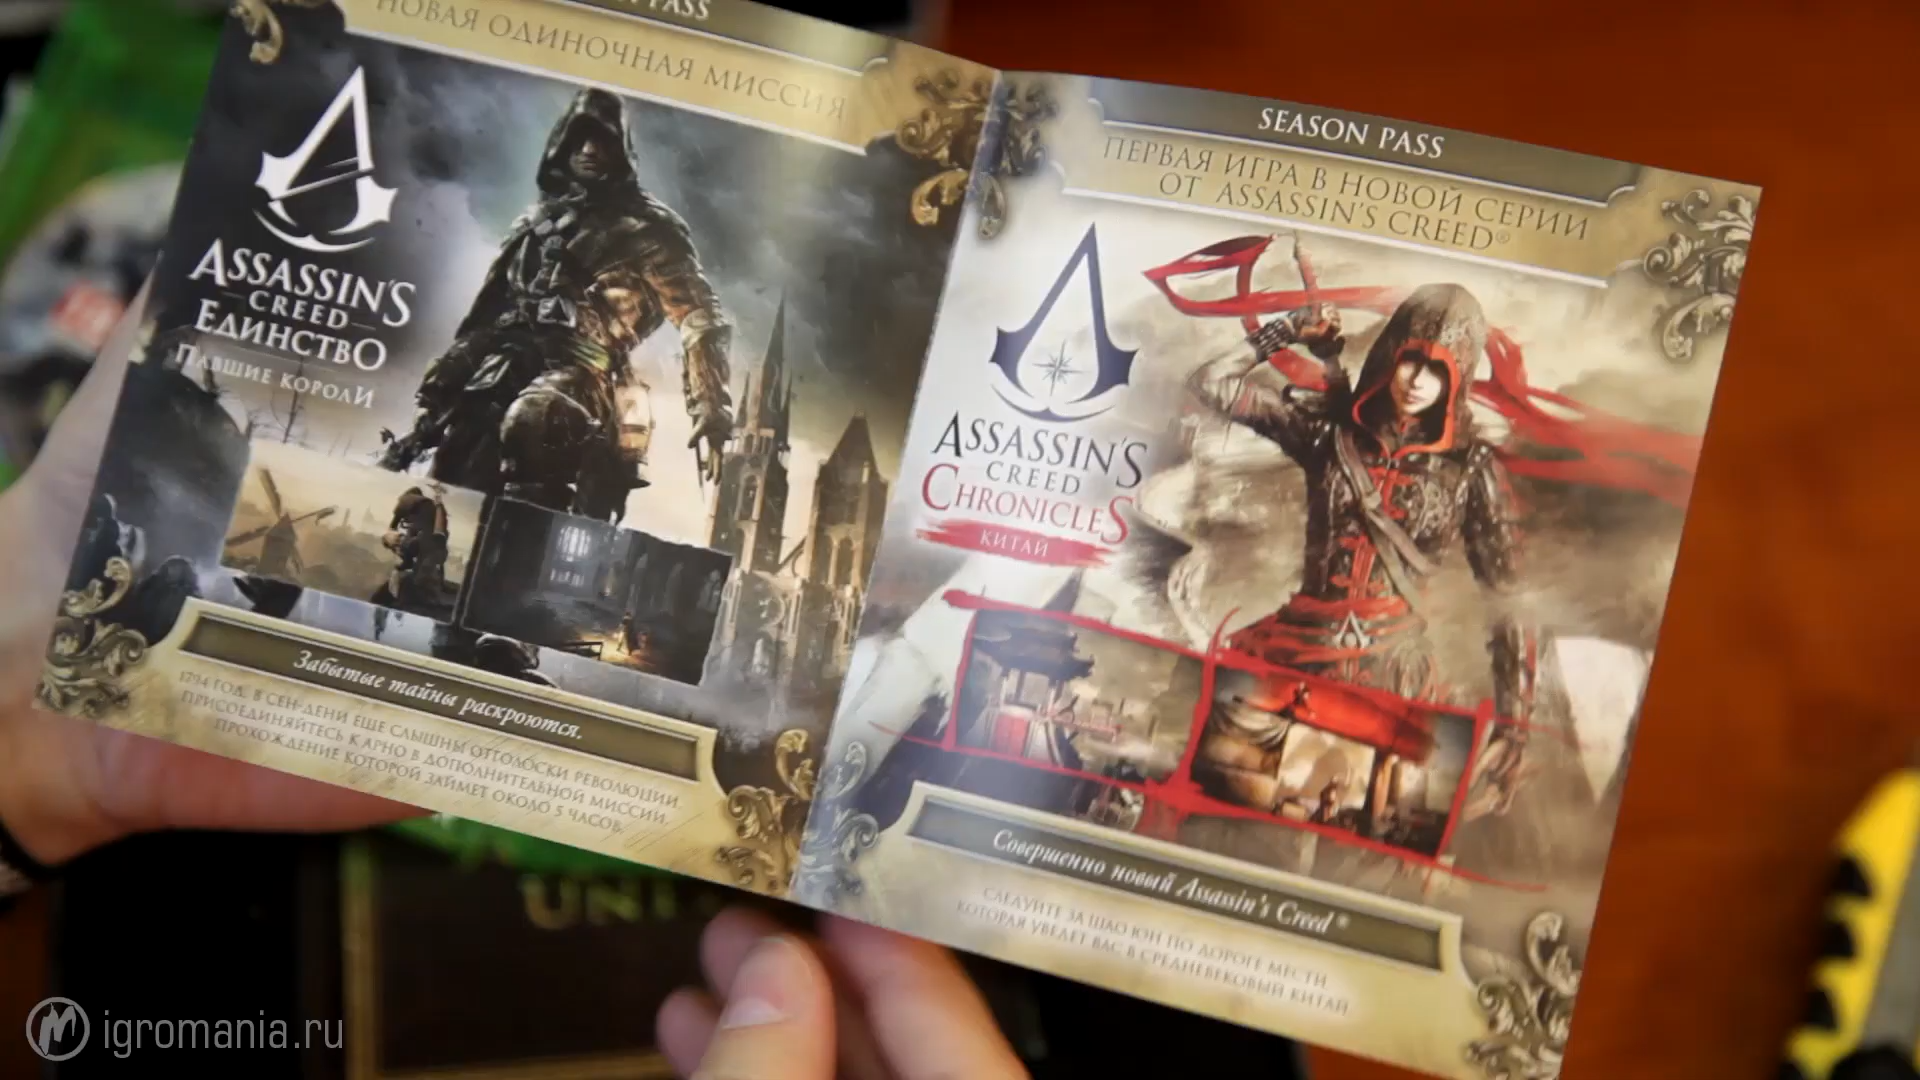 PASS
НОВАЯ ОДИНОЧНАЯ МИССИЯ
ASSASSIN'S
CREED
ЕДИНСТВО
ПАВШИЕ КОРОЛИ
Забытые тайны раскроются.
1794 ГОД. В СЕН-ДЕНИ ЕЩЕ СЛЫШНЫ ОТГОЛОСКИ РЕВОЛЮЦИИ.
ПРИСОЕДИНЯЙТЕСЬ К АРНО В ДОПОЛНИТЕЛЬНОЙ МИССИИ,
ПРОХОЖДЕНИЕ КОТОРОЙ ЗАЙМЕТ ОКОЛО 5 ЧАСОВ.
SEASON PASS
ПЕРВАЯ ИГРА В НОВОЙ СЕРИИ
ОТ ASSASSIN'S CREED®
ASSASSIN'S
CREED
CHRONICLES
КИТАЙ
Совершенно новый Assassin's Creed®
СЛЕДУЙТЕ ЗА ШАО ЮН ПО ДОРОГЕ МЕСТИ
КОТОРАЯ УВЕДЕТ ВАС В СРЕДНЕВЕКОВЫЙ КИТАЙ
igromania.ru